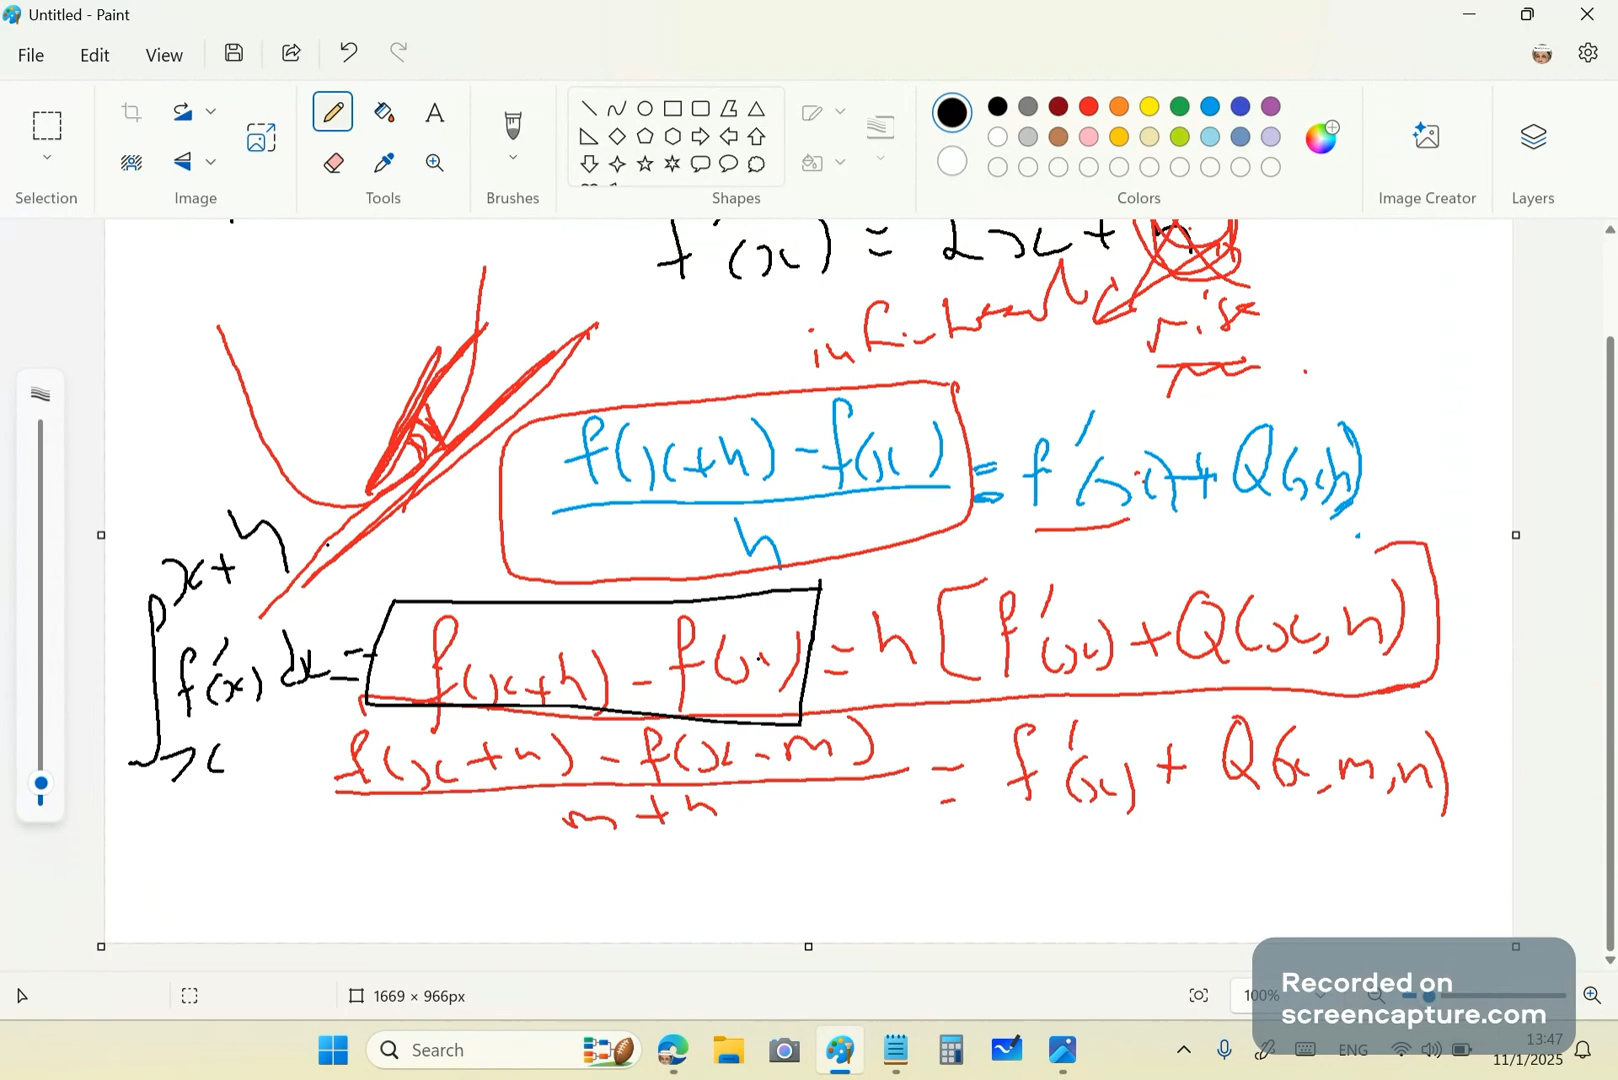 Untitled - Paint
File Edit View
Selection Image Tools Brushes Shapes Colors Image Creator Layers
f'(x) = 2x +
rise
f(x+h) - f(x) = f'(x) + Q(x,h)
h
x+h
∫ f'(x) dx = f(x+h) - f(x) = h [f'(x) + Q(x,h)]
x
f(x+n) - f(x-m) = f'(x) + Q(x,m,n)
m + n
1669 × 966px 100%
Recorded on
screencapture.com
Search ENG 13:47
11/1/2025